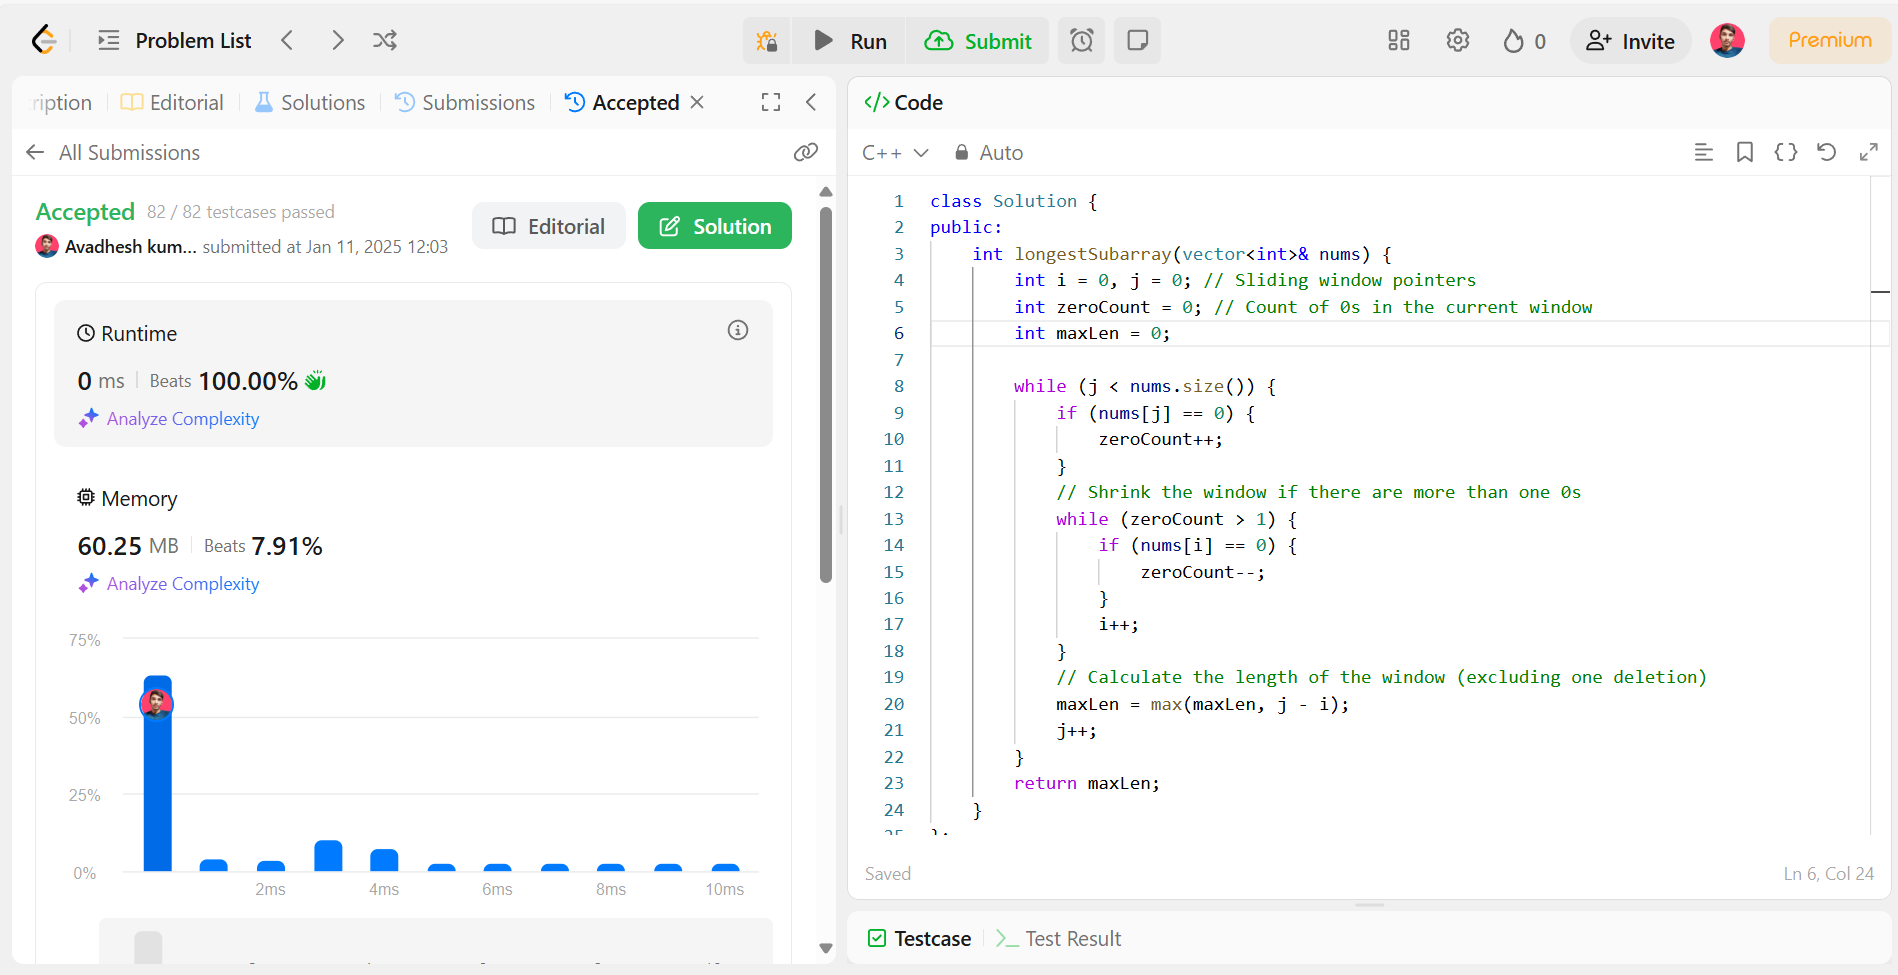 Problem List
Run
Submit
0
Invite
Premium
ription
Editorial
Solutions
Submissions
Accepted
All Submissions
Accepted 82 / 82 testcases passed
Avadhesh kum... submitted at Jan 11, 2025 12:03
Editorial
Solution
Runtime
0 ms Beats 100.00%
Analyze Complexity
Memory
60.25 MB Beats 7.91%
Analyze Complexity
75%
50%
25%
0%
2ms 4ms 6ms 8ms 10ms
</> Code
C++ Auto
1 class Solution {
2 public:
3 int longestSubarray(vector<int>& nums) {
4 int i = 0, j = 0; // Sliding window pointers
5 int zeroCount = 0; // Count of 0s in the current window
6 int maxLen = 0;
7
8 while (j < nums.size()) {
9 if (nums[j] == 0) {
10 zeroCount++;
11 }
12 // Shrink the window if there are more than one 0s
13 while (zeroCount > 1) {
14 if (nums[i] == 0) {
15 zeroCount--;
16 }
17 i++;
18 }
19 // Calculate the length of the window (excluding one deletion)
20 maxLen = max(maxLen, j - i);
21 j++;
22 }
23 return maxLen;
24 }
Saved
Ln 6, Col 24
Testcase
Test Result